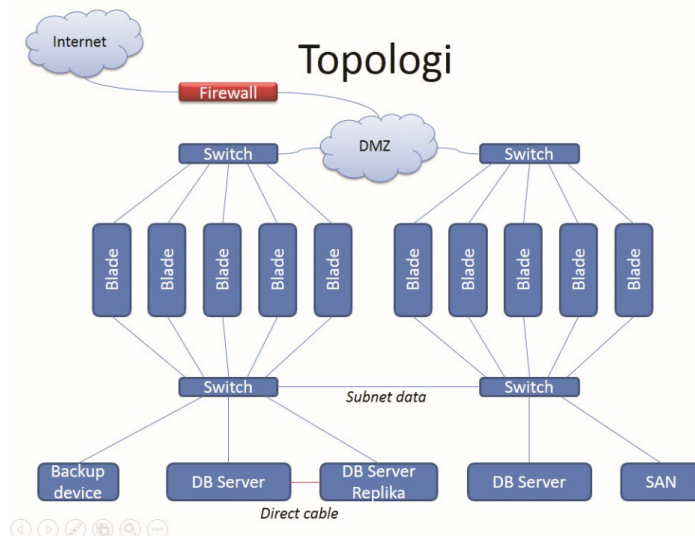 Internet
Topologi
Firewall
DMZ
Switch
Switch
Blade
Blade
Blade
Blade
Blade
Blade
Blade
Blade
Blade
Blade
Switch
Switch
Subnet data
Backup
device
DB Server
DB Server
Replika
DB Server
SAN
Direct cable